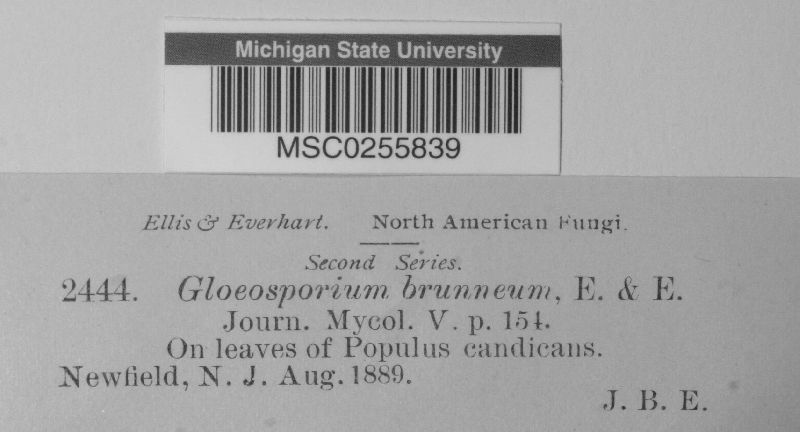 Michigan State University
MSC0255839
Ellis & Everhart. North American Fungi.
Second Series.
2444. Gloeosporium brunneum, E. & E.
Journ. Mycol. V. p. 154.
On leaves of Populus candicans.
Newfield, N. J. Aug. 1889.
J. B. E.